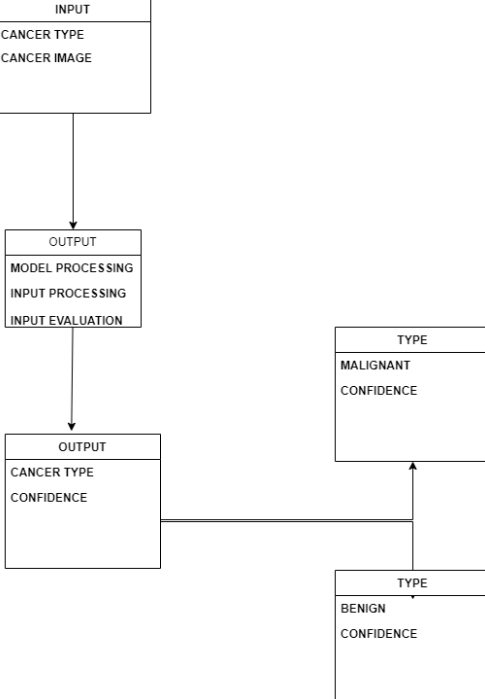 INPUT
CANCER TYPE
CANCER IMAGE
OUTPUT
MODEL PROCESSING
INPUT PROCESSING
INPUT EVALUATION
OUTPUT
CANCER TYPE
CONFIDENCE
TYPE
MALIGNANT
CONFIDENCE
TYPE
BENIGN
CONFIDENCE